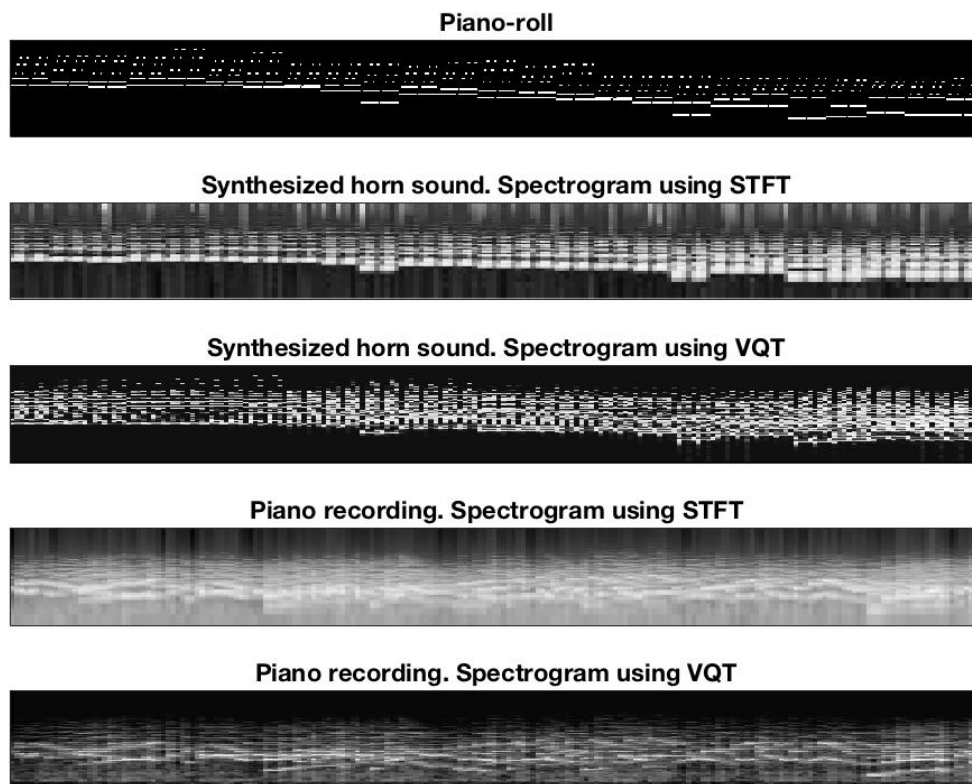 Piano-roll
Synthesized horn sound. Spectrogram using STFT
Synthesized horn sound. Spectrogram using VQT
Piano recording. Spectrogram using STFT
Piano recording. Spectrogram using VQT